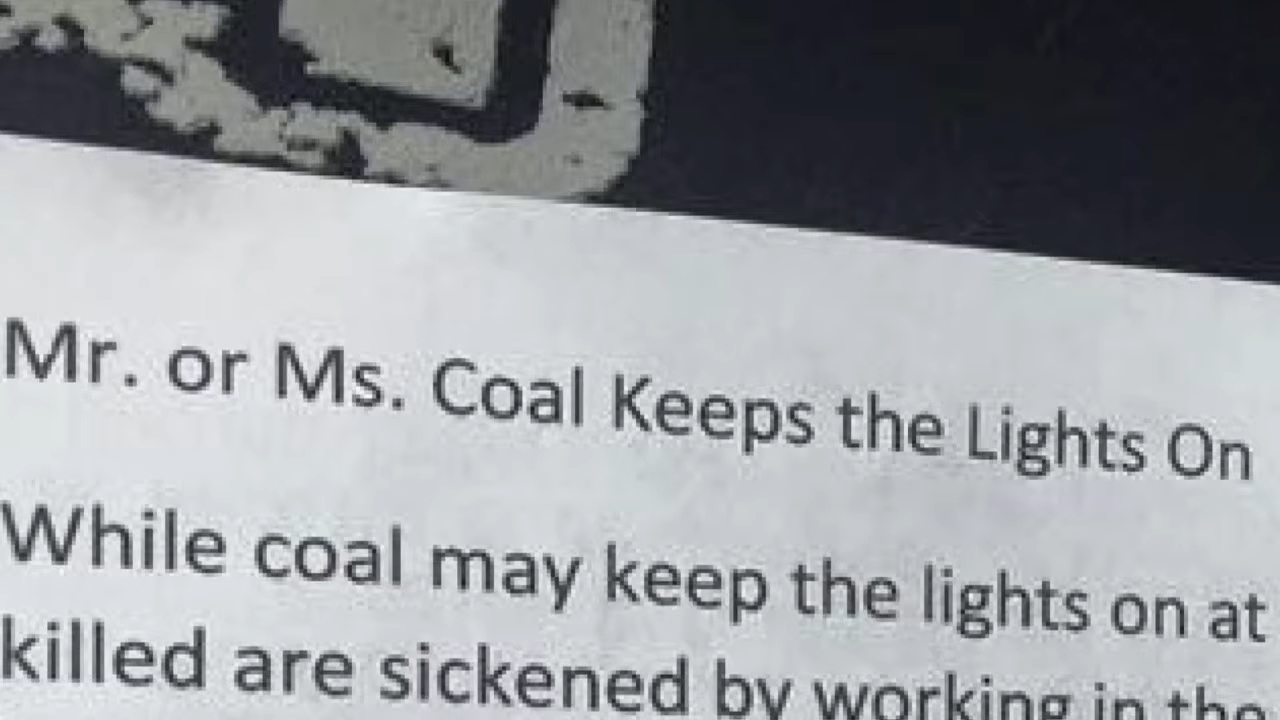 Mr. or Ms. Coal Keeps the Lights On
While coal may keep the lights on at
killed are sickened by working in the